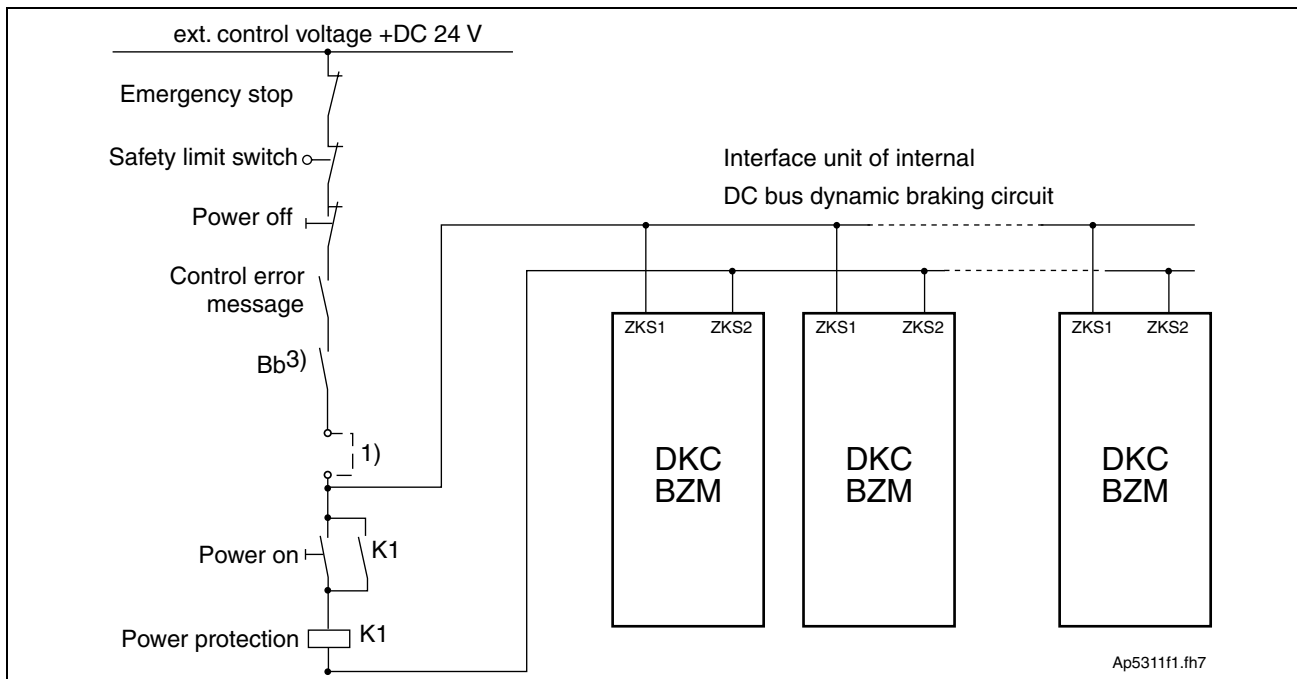 ext. control voltage +DC 24 V
Emergency stop
Safety limit switch
Power off
Control error
message
Bb3)
1)
Power on
K1
Power protection
K1
Interface unit of internal
DC bus dynamic braking circuit
ZKS1 ZKS2
DKC
BZM
ZKS1 ZKS2
DKC
BZM
ZKS1 ZKS2
DKC
BZM
Ap5311f1.fh7